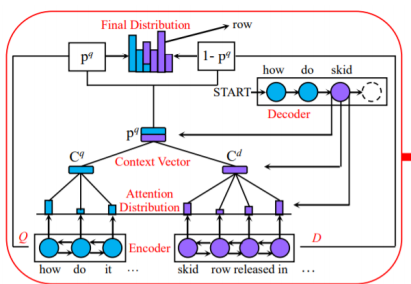 Final Distribution
row
p^q
1- p^q
how do skid
START
Decoder
p^q
C^q
C^d
Context Vector
Attention
Distribution
Q
Encoder
D
how do it ...
skid row released in ...